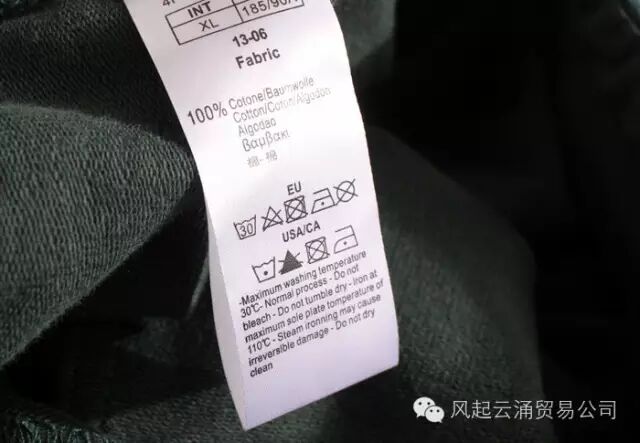 INT
XL 185/90/
13-06
Fabric
100% Cotone/Baumwolle
Cotton/Coton/Algodon
Algodao
βαμβακι
棉-棉
EU
30
USA/CA
-Maximum washing temperature
30℃- Normal process - Do not
bleach - Do not tumble dry - Iron at
maximum sole plate temperature of
110℃ - Steam ironning may cause
irreversible damage - Do not dry
clean
风起云涌贸易公司